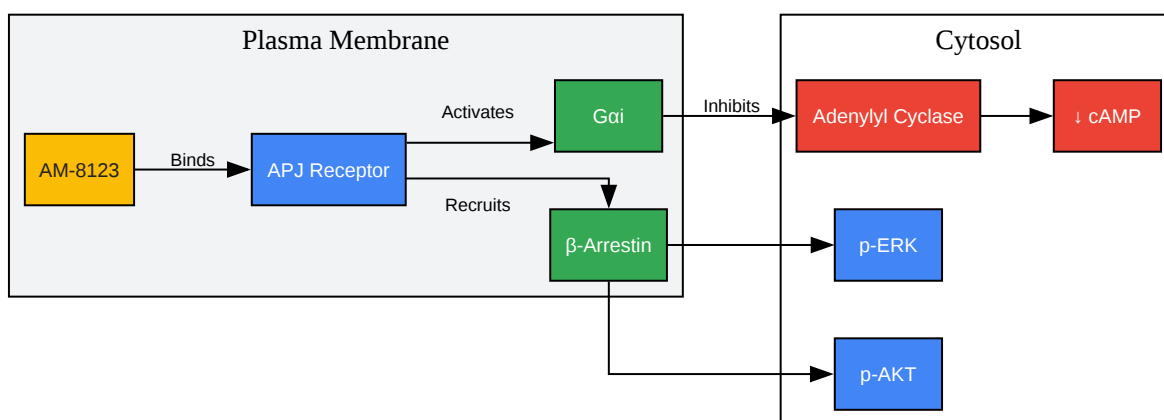 Plasma Membrane
Cytosol
AM-8123
Binds
APJ Receptor
Activates
Gαi
Inhibits
Adenylyl Cyclase
↓ cAMP
Recruits
β-Arrestin
p-ERK
p-AKT